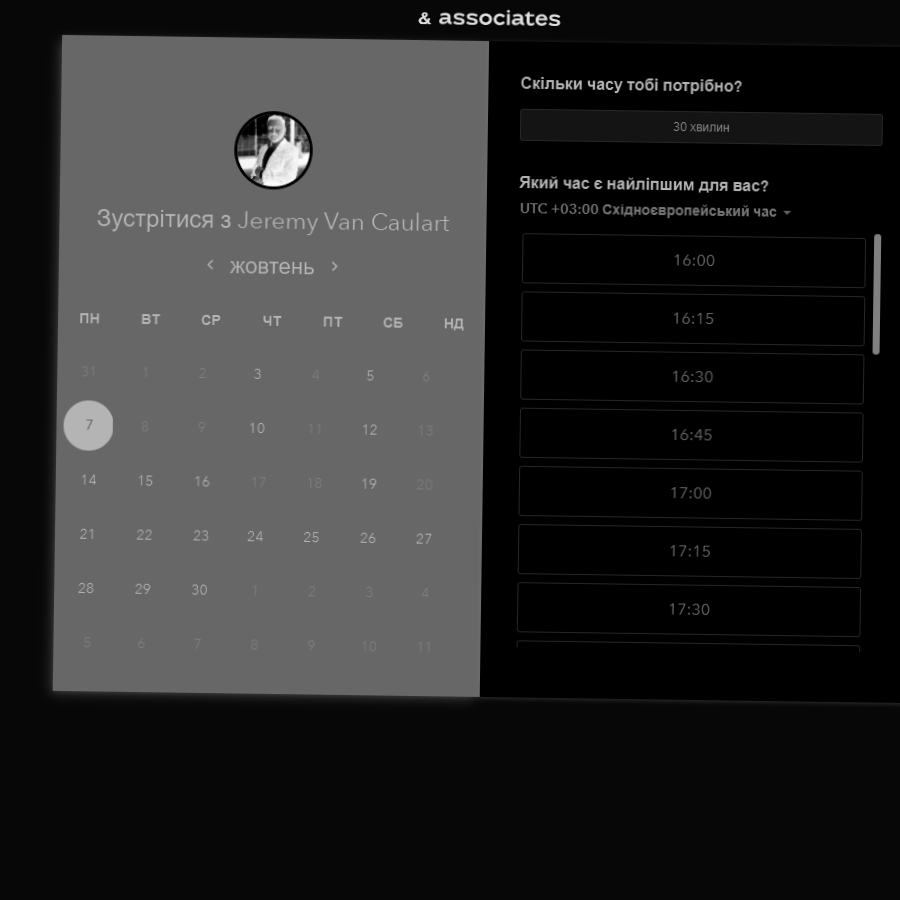 & associates
Зустрітися з Jeremy Van Caulart
жовтень
ПН ВТ СР ЧТ ПТ СБ НД
31 1 2 3 4 5 6
7 8 9 10 11 12 13
14 15 16 17 18 19 20
21 22 23 24 25 26 27
28 29 30 1 2 3 4
5 6 7 8 9 10 11
Скільки часу тобі потрібно?
30 хвилин
Який час є найліпшим для вас?
UTC +03:00 Східноєвропейський час
16:00
16:15
16:30
16:45
17:00
17:15
17:30